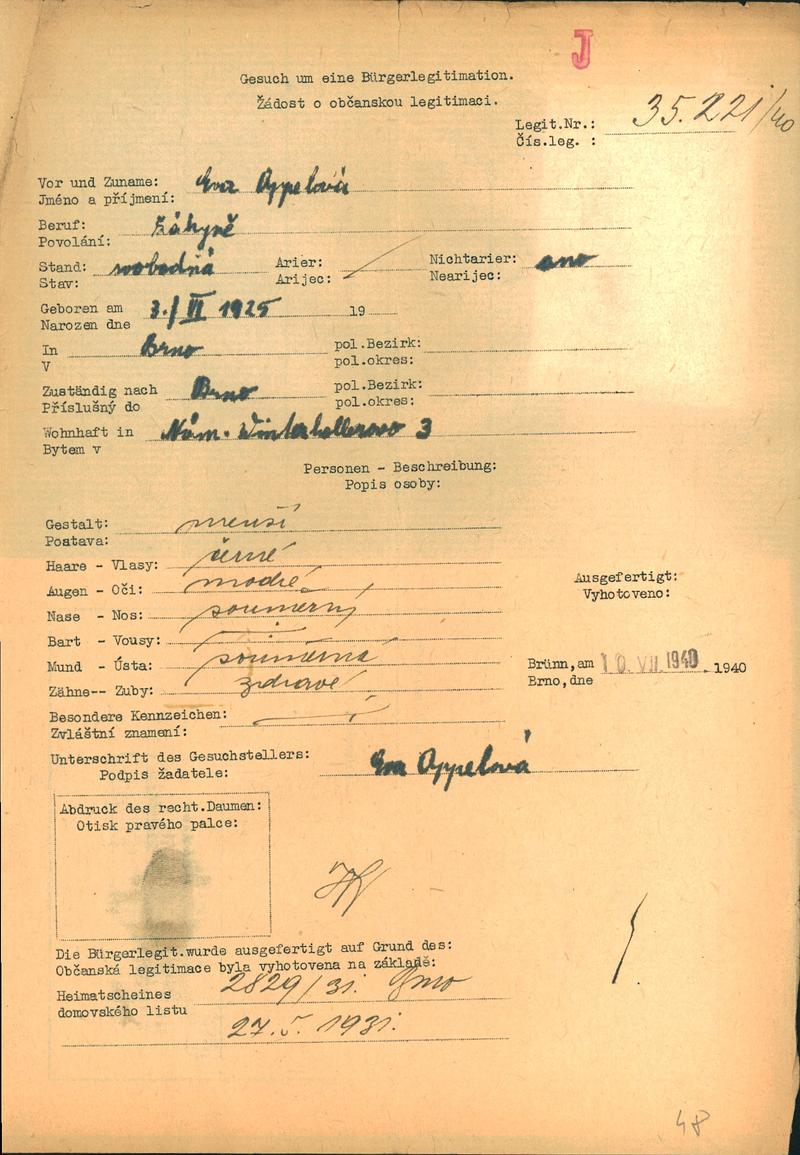 J
Gesuch um eine Bürgerlegitimation.
Žádost o občanskou legitimaci.
Legit.Nr.: 35.221/40
Čís.leg. :
Vor und Zuname: Eva Appelová
Jméno a příjmení:
Beruf: žákyně
Povolání:
Stand: svobodná Arier: Nichtarier: ano
Stav: Arijec: Nearijec:
Geboren am 3./VI 1925 19
Narozen dne
In Brno pol.Bezirk:
V pol.okres:
Zuständig nach Brno pol.Bezirk:
Příslušný do pol.okres:
Wohnhaft in Nám. Winterhollerovo 3
Bytem v
Personen - Beschreibung:
Popis osoby:
Gestalt: menší
Postava:
Haare - Vlasy: černé
Augen - Oči: modré
Nase - Nos: souměrný
Bart - Vousy:
Mund - Ústa: souměrná
Zähne-- Zuby: zdravé
Ausgefertigt:
Vyhotoveno:
Brünn,am 10. VII. 1940 1940
Brno,dne
Besondere Kennzeichen:
Zvláštní znamení:
Unterschrift des Gesuchstellers: Eva Appelová
Podpis žadatele:
Abdruck des recht.Daumen:
Otisk pravého palce:
Die Bürgerlegit.wurde ausgefertigt auf Grund des:
Občanská legitimace byla vyhotovena na základě:
Heimatscheines 2829/31. Brno
domovského listu
27. 5. 1931.
48